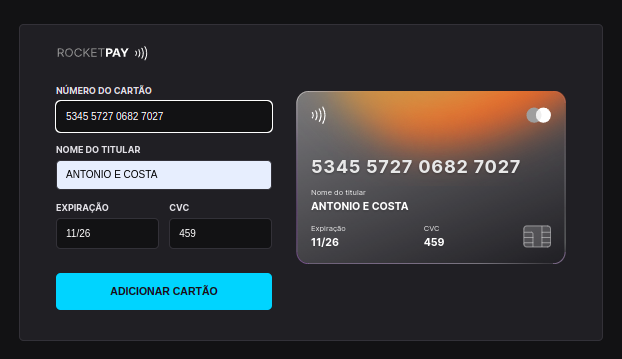 ROCKETPAY
NÚMERO DO CARTÃO
5345 5727 0682 7027
NOME DO TITULAR
ANTONIO E COSTA
EXPIRAÇÃO CVC
11/26 459
ADICIONAR CARTÃO
5345 5727 0682 7027
Nome do titular
ANTONIO E COSTA
Expiração CVC
11/26 459